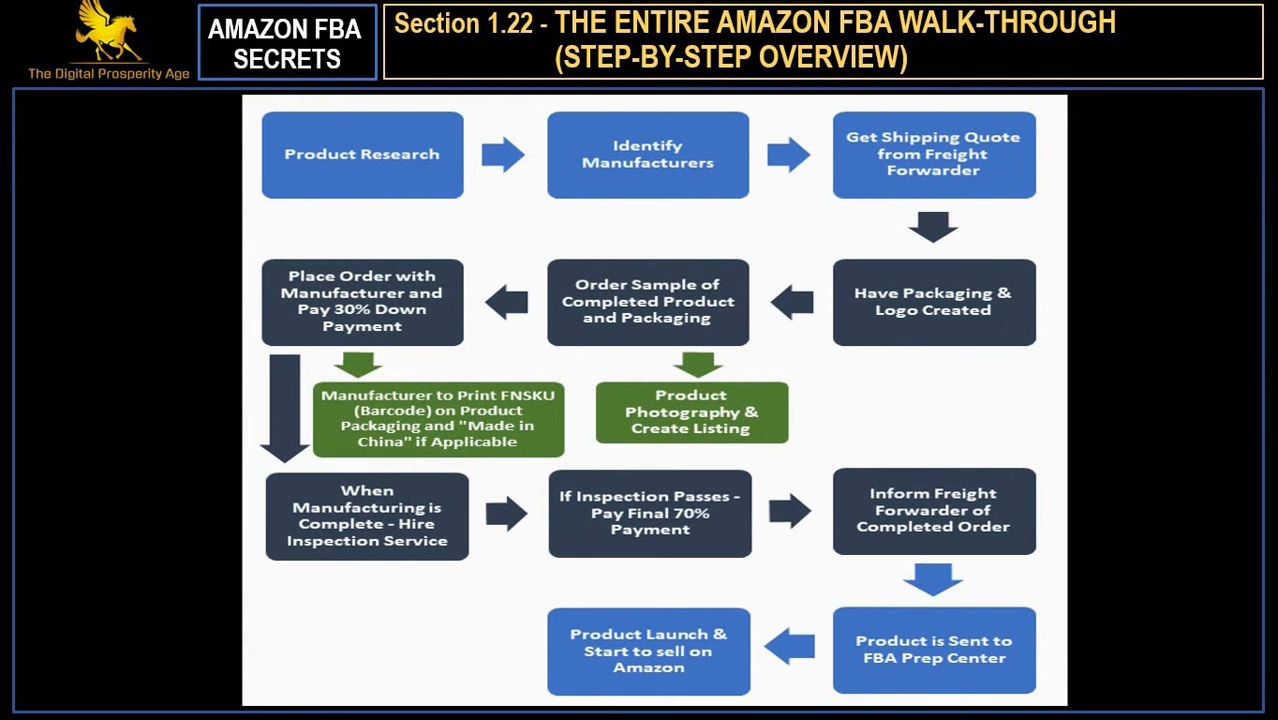 The Digital Prosperity Age
AMAZON FBA
SECRETS
Section 1.22 - THE ENTIRE AMAZON FBA WALK-THROUGH
(STEP-BY-STEP OVERVIEW)
Product Research
Identify
Manufacturers
Get Shipping Quote
from Freight
Forwarder
Place Order with
Manufacturer and
Pay 30% Down
Payment
Order Sample of
Completed Product
and Packaging
Have Packaging &
Logo Created
Manufacturer to Print FNSKU
(Barcode) on Product
Packaging and "Made in
China" if Applicable
Product
Photography &
Create Listing
When
Manufacturing is
Complete - Hire
Inspection Service
If Inspection Passes -
Pay Final 70%
Payment
Inform Freight
Forwarder of
Completed Order
Product Launch &
Start to sell on
Amazon
Product is Sent to
FBA Prep Center